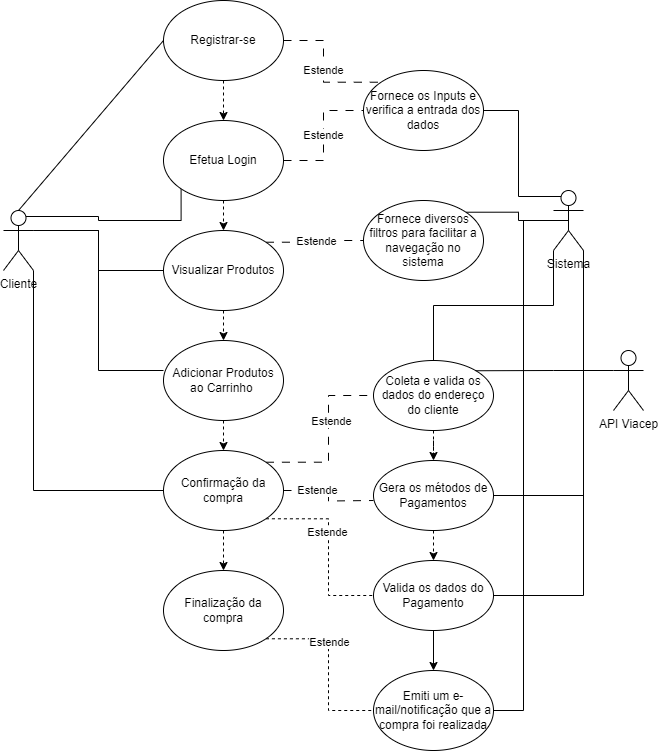 Registrar-se
Estende
Fornece os Inputs e
verifica a entrada dos
dados
Estende
Efetua Login
Fornece diversos
filtros para facilitar a
navegação no
sistema
Estende
Visualizar Produtos
Sistema
Cliente
Adicionar Produtos
ao Carrinho
Coleta e valida os
dados do endereço
do cliente
Estende
API Viacep
Confirmação da
compra
Estende
Gera os métodos de
Pagamentos
Estende
Valida os dados do
Pagamento
Finalização da
compra
Estende
Emiti um e-
mail/notificação que a
compra foi realizada